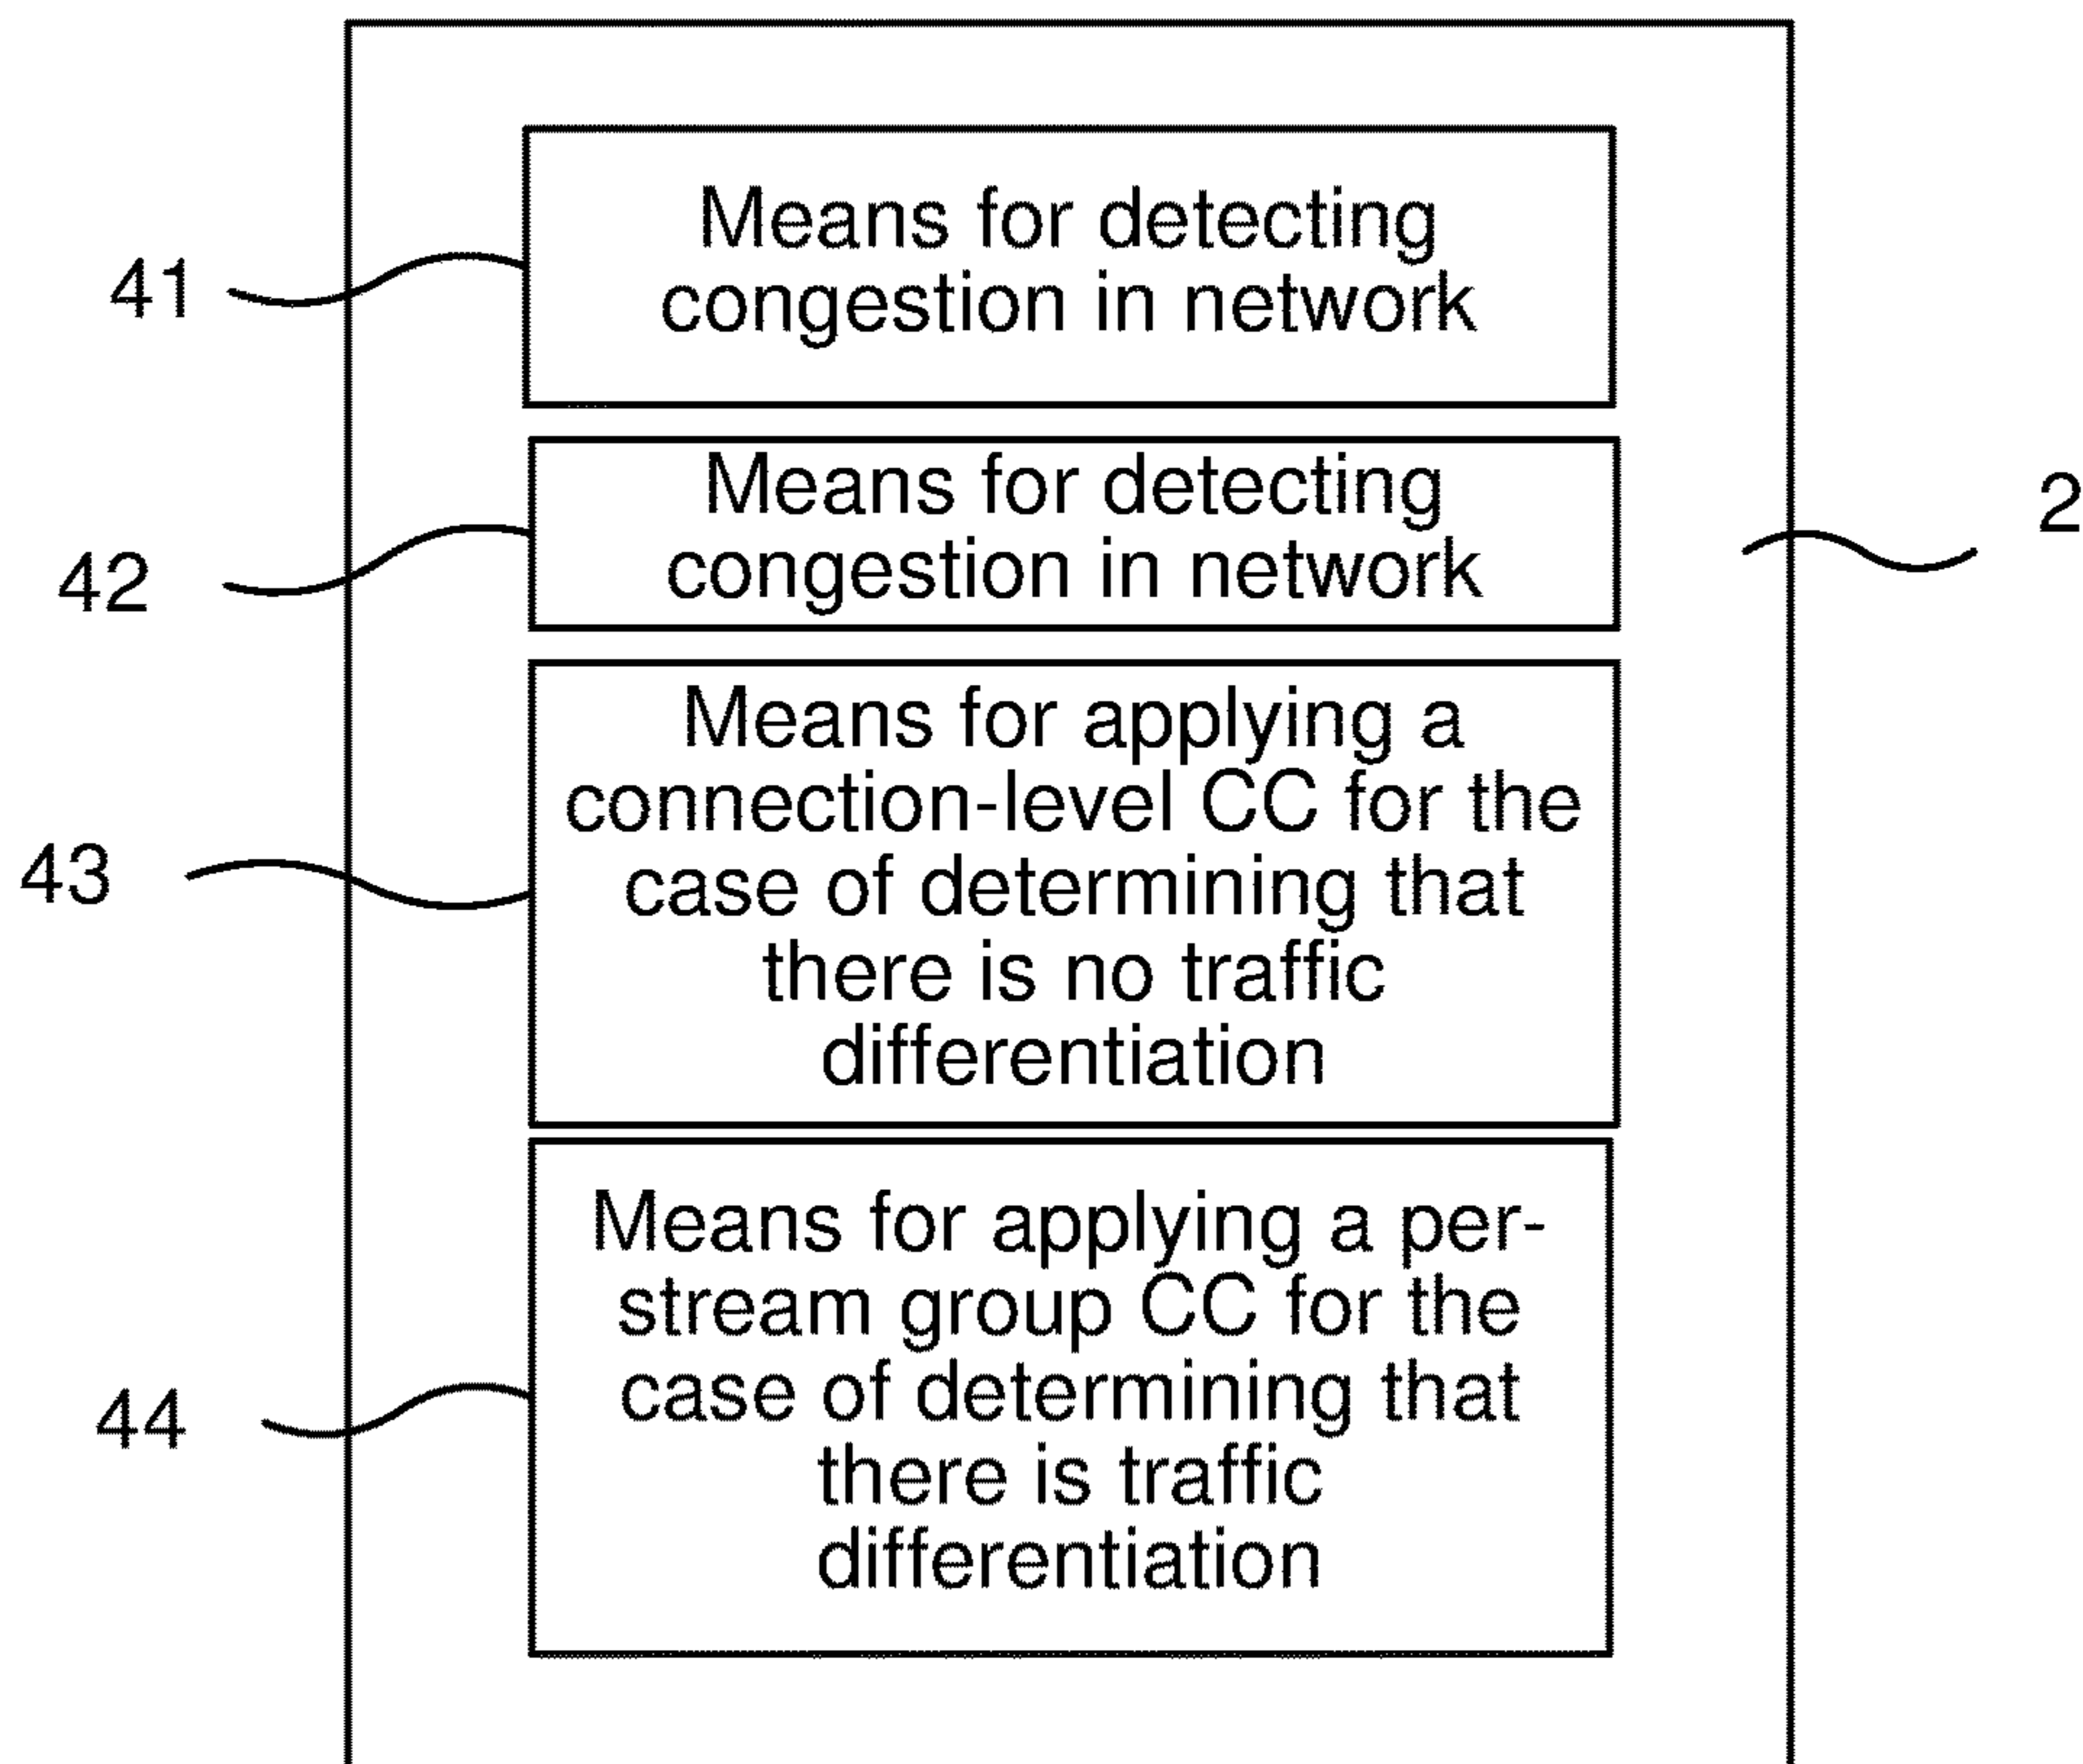 41
Means for detecting
congestion in network
42
Means for detecting
congestion in network
2
43
Means for applying a
connection-level CC for the
case of determining that
there is no traffic
differentiation
44
Means for applying a per-
stream group CC for the
case of determining that
there is traffic
differentiation